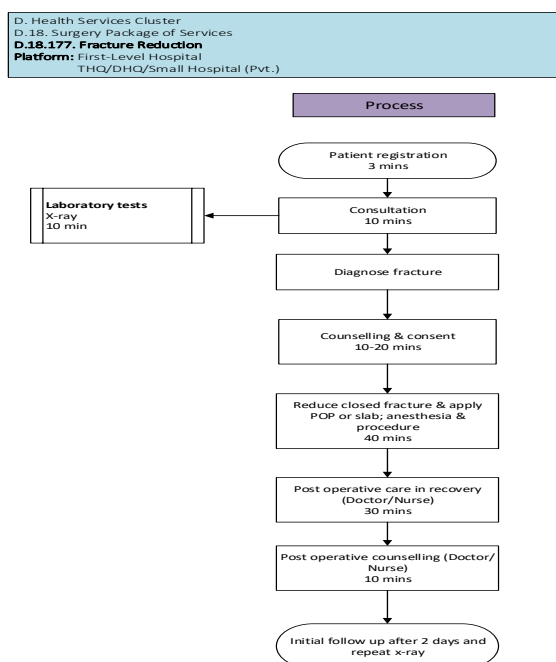 D. Health Services Cluster
D.18. Surgery Package of Services
D.18.177. Fracture Reduction
Platform: First-Level Hospital
THQ/DHQ/Small Hospital (Pvt.)
Process
Patient registration
3 mins
Laboratory tests
X-ray
10 min
Consultation
10 mins
Diagnose fracture
Counselling & consent
10-20 mins
Reduce closed fracture & apply
POP or slab; anesthesia &
procedure
40 mins
Post operative care in recovery
(Doctor/Nurse)
30 mins
Post operative counselling (Doctor/
Nurse)
10 mins
Initial follow up after 2 days and
repeat x-ray